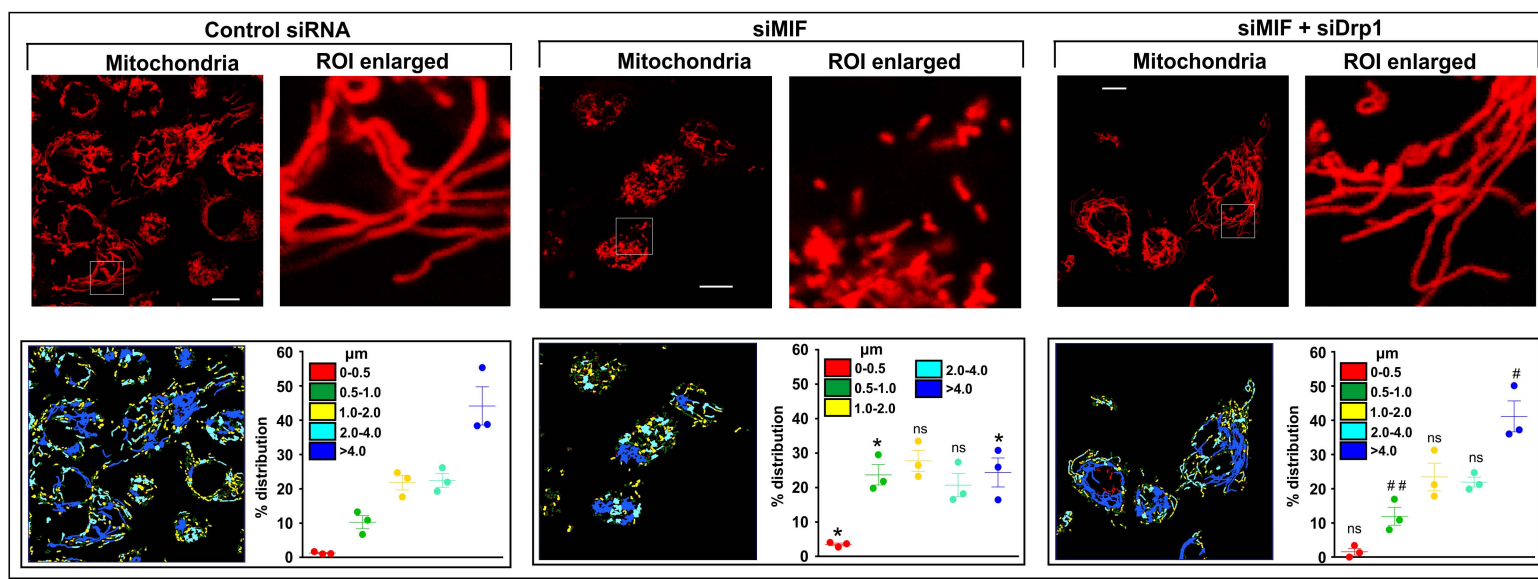 Control siRNA
siMIF
siMIF + siDrp1
Mitochondria
ROI enlarged
Mitochondria
ROI enlarged
Mitochondria
ROI enlarged
% distribution
60
50
40
30
20
10
0
µm
0-0.5
0.5-1.0
1.0-2.0
2.0-4.0
>4.0
% distribution
60
50
40
30
20
10
0
µm
0-0.5
0.5-1.0
1.0-2.0
2.0-4.0
>4.0
*
*
ns
ns
*
% distribution
60
50
40
30
20
10
0
µm
0-0.5
0.5-1.0
1.0-2.0
2.0-4.0
>4.0
ns
##
ns
ns
#